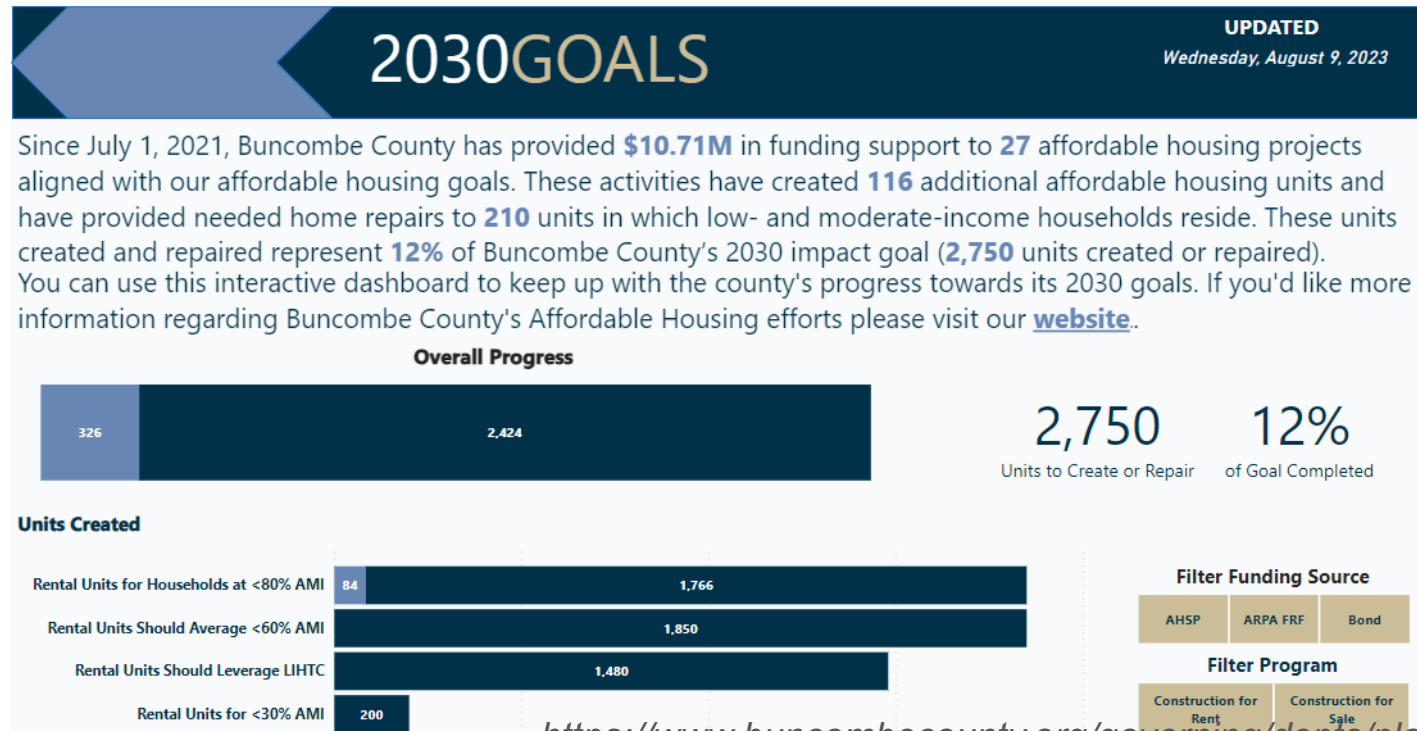 2030GOALS
UPDATED
Wednesday, August 9, 2023
Since July 1, 2021, Buncombe County has provided $10.71M in funding support to 27 affordable housing projects
aligned with our affordable housing goals. These activities have created 116 additional affordable housing units and
have provided needed home repairs to 210 units in which low- and moderate-income households reside. These units
created and repaired represent 12% of Buncombe County’s 2030 impact goal (2,750 units created or repaired).
You can use this interactive dashboard to keep up with the county's progress towards its 2030 goals. If you'd like more
information regarding Buncombe County's Affordable Housing efforts please visit our website..
Overall Progress
326 2,424
2,750 12%
Units to Create or Repair of Goal Completed
Units Created
Rental Units for Households at <80% AMI 84 1,766
Rental Units Should Average <60% AMI 1,850
Rental Units Should Leverage LIHTC 1,480
Rental Units for <30% AMI 200
Filter Funding Source
AHSP ARPA FRF Bond
Filter Program
Construction for Construction for
Rent Sale